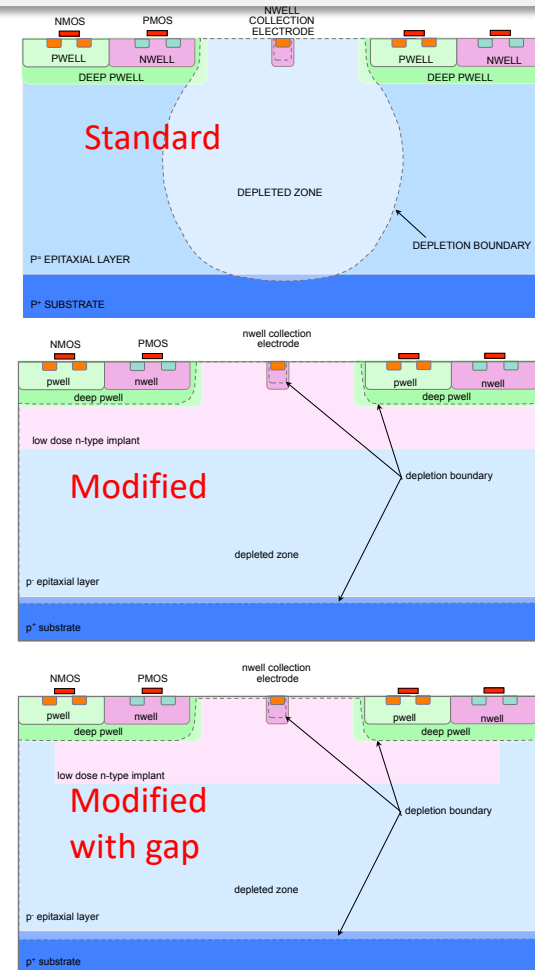 NWELL
COLLECTION
ELECTRODE
NMOS PMOS
PWELL NWELL PWELL NWELL
DEEP PWELL DEEP PWELL
Standard
DEPLETED ZONE
DEPLETION BOUNDARY
P= EPITAXIAL LAYER
P+ SUBSTRATE
nwell collection
electrode
NMOS PMOS
pwell nwell pwell nwell
deep pwell deep pwell
low dose n-type implant
Modified
depletion boundary
depleted zone
p- epitaxial layer
p+ substrate
nwell collection
electrode
NMOS PMOS
pwell nwell pwell nwell
deep pwell deep pwell
low dose n-type implant
Modified
with gap
depletion boundary
depleted zone
p- epitaxial layer
p+ substrate